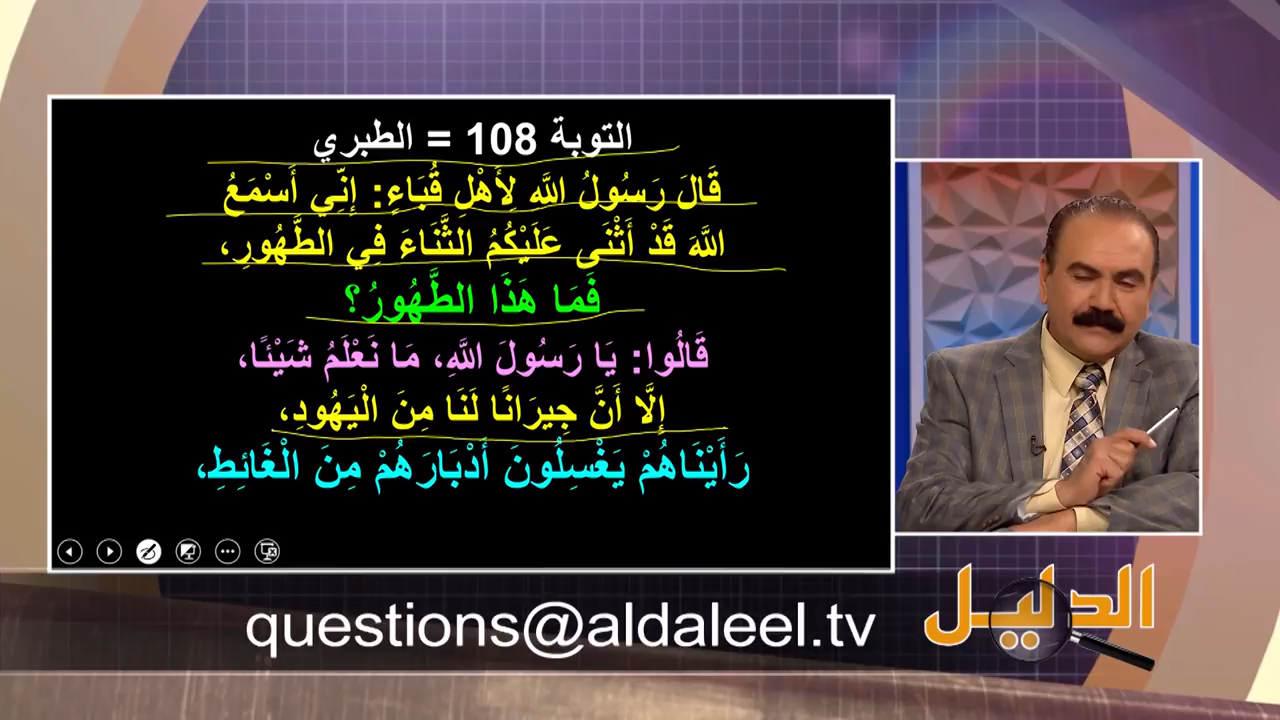 التوبة 108 = الطبري
قَالَ رَسُولُ اللَّه لِأَهْلِ قُبَاءٍ: إِنِّي أَسْمَعُ
اللَّهَ قَدْ أَثْنَى عَلَيْكُمُ الثَّنَاءَ فِي الطَّهُورِ،
فَمَا هَذَا الطَّهُورُ؟
قَالُوا: يَا رَسُولَ اللَّهِ، مَا نَعْلَمُ شَيْئًا،
إِلَّا أَنَّ جِيرَانًا لَنَا مِنَ الْيَهُودِ،
رَأَيْنَاهُمْ يَغْسِلُونَ أَدْبَارَهُمْ مِنَ الْغَائِطِ،
questions@aldaleel.tv
الدليل